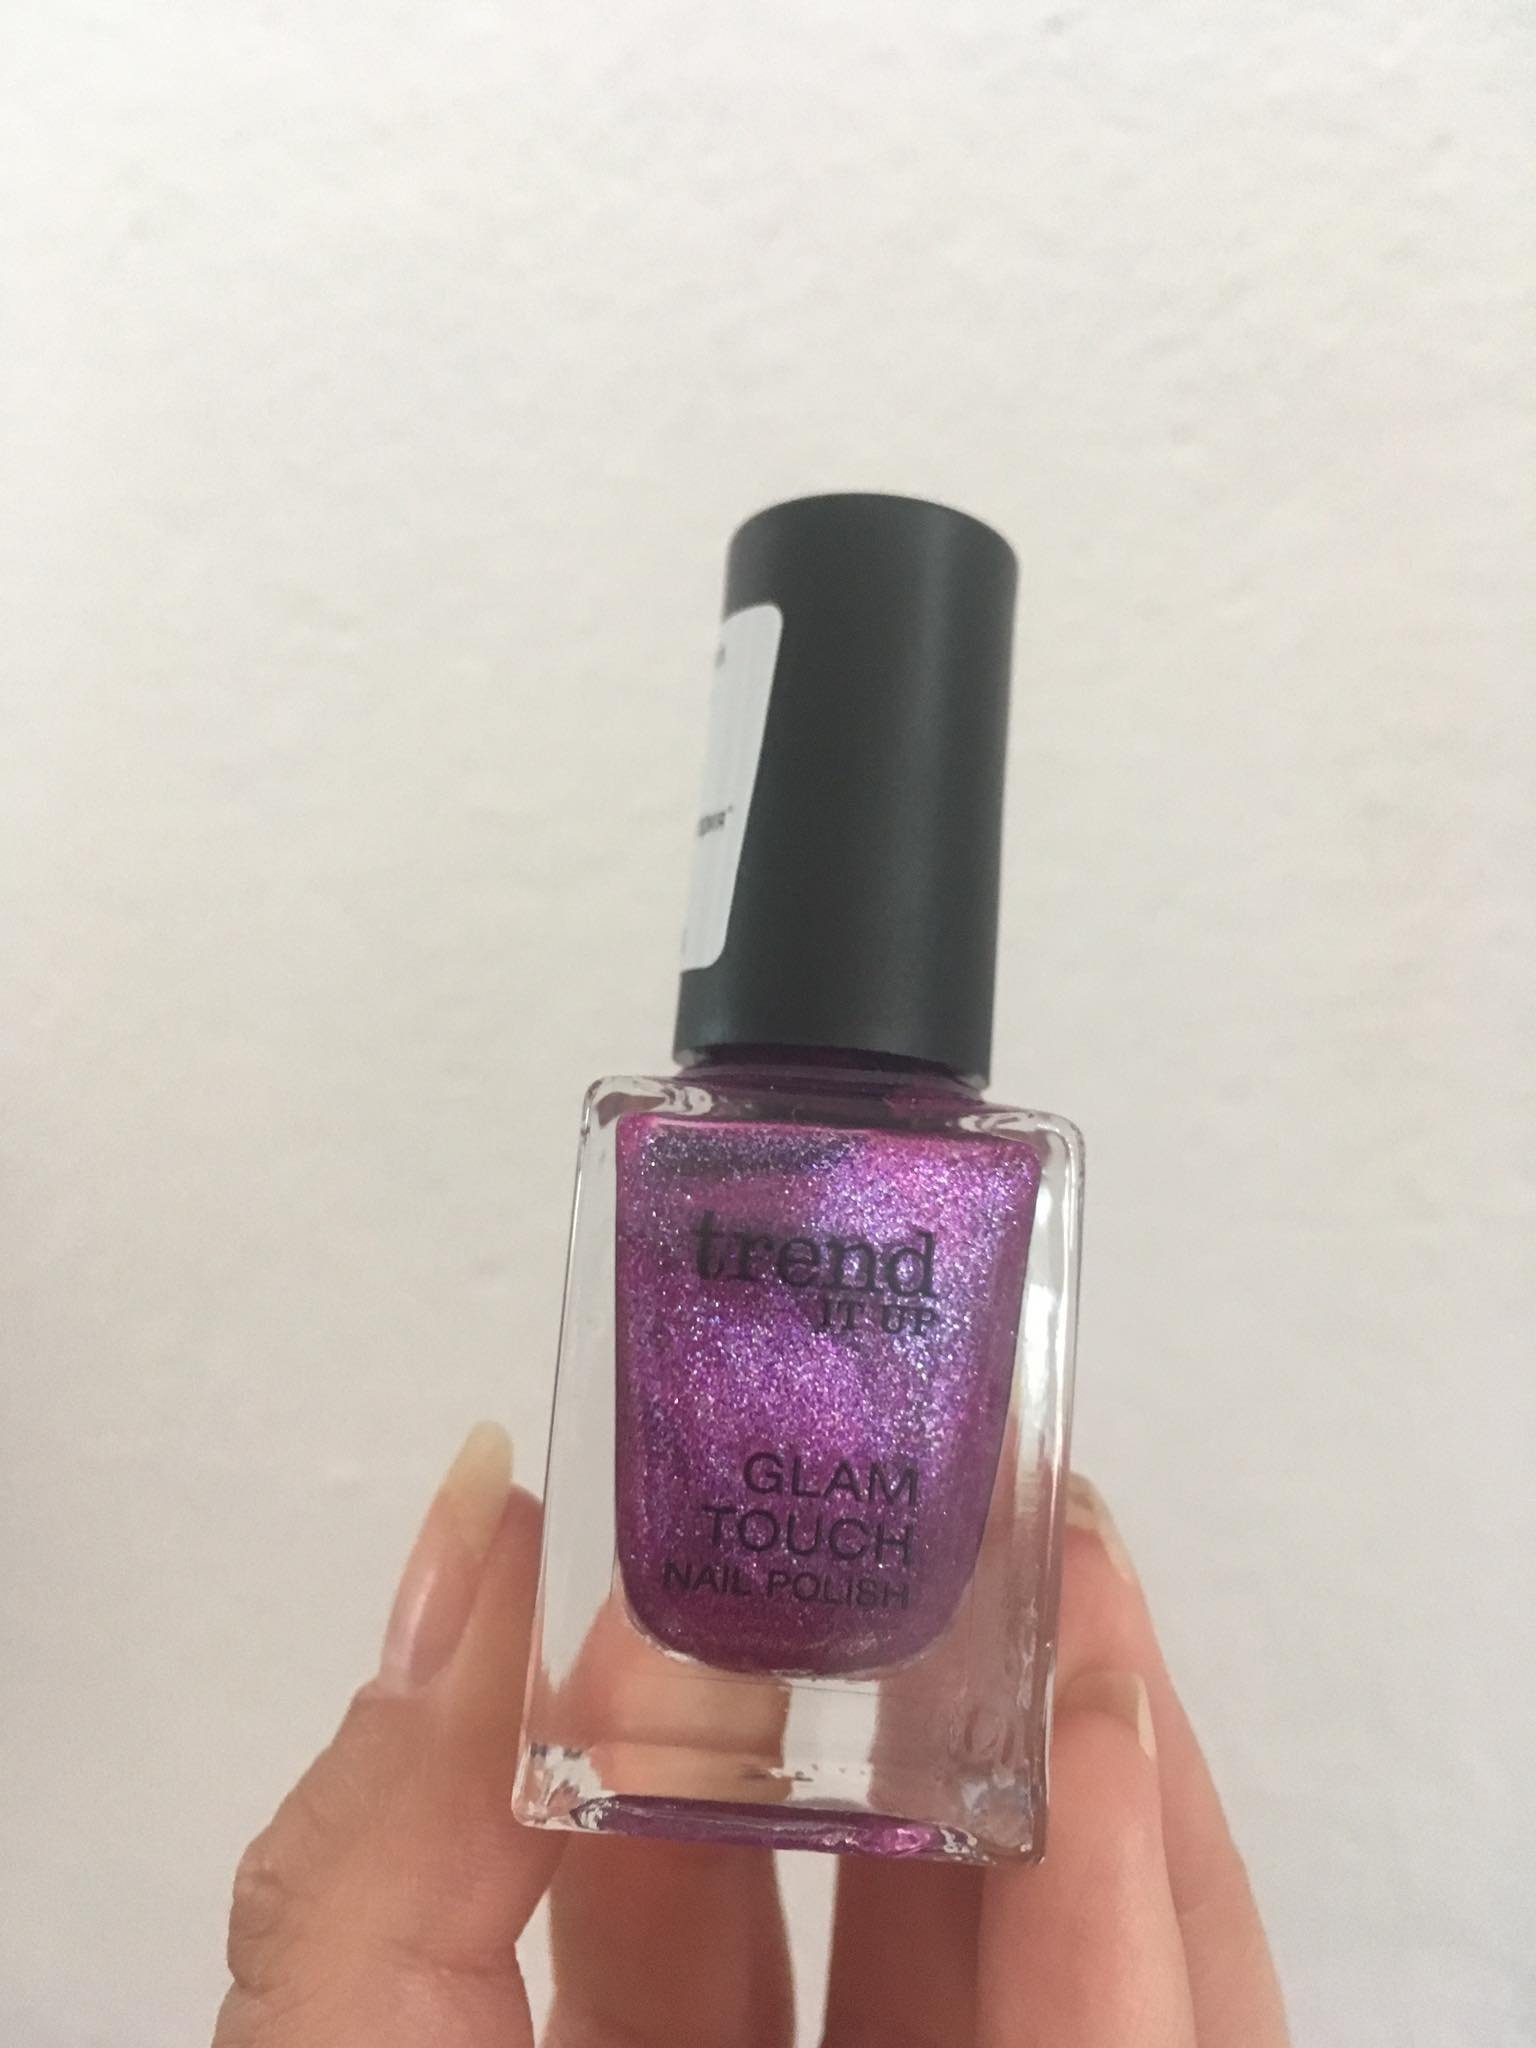 trend
IT UP
GLAM
TOUCH
NAIL POLISH